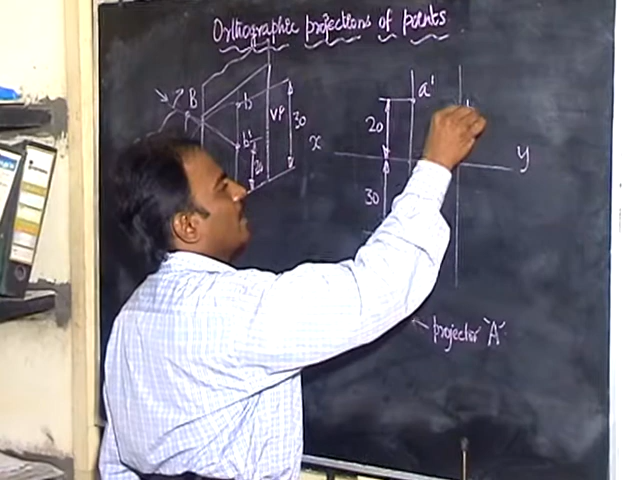 Orthographic projections of points
B
b
VP
30
b'
20
x
a'
20
30
y
projector "A"